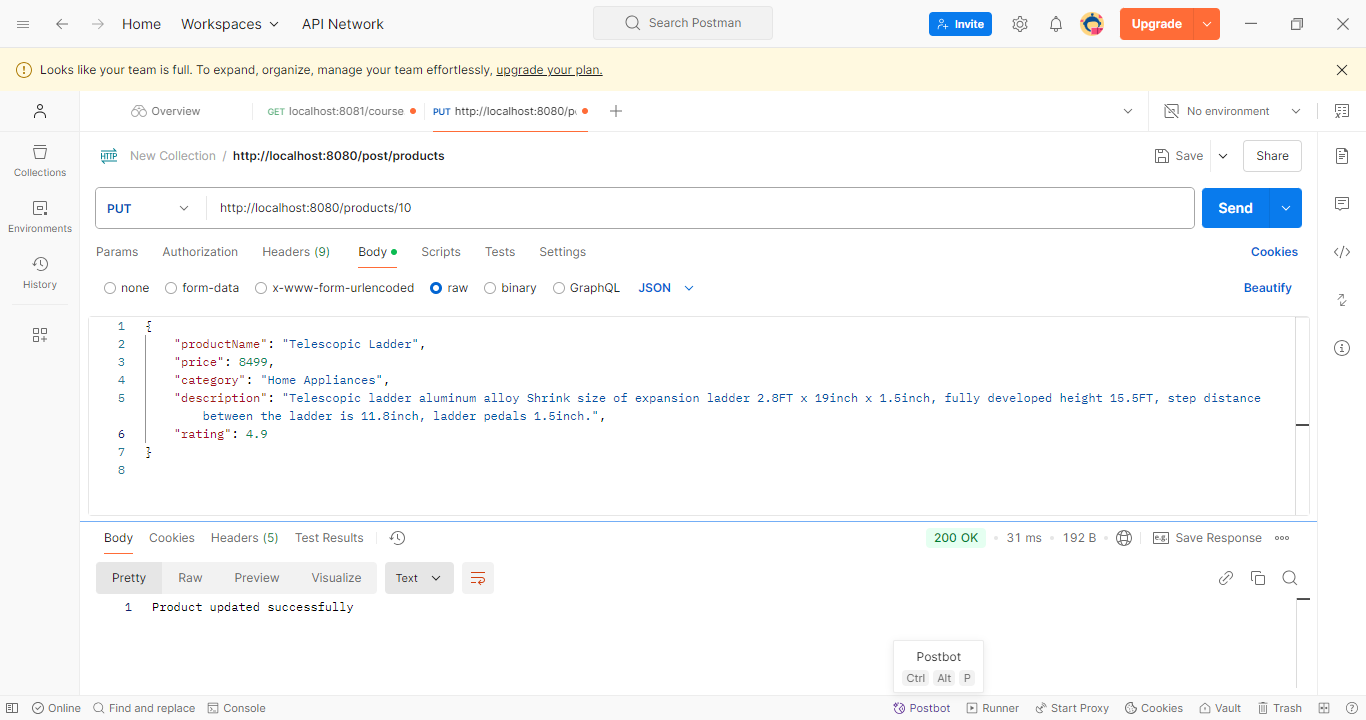 Home Workspaces API Network Search Postman Invite Upgrade
Looks like your team is full. To expand, organize, manage your team effortlessly, upgrade your plan.
Overview GET localhost:8081/course PUT http://localhost:8080/p No environment
HTTP New Collection / http://localhost:8080/post/products Save Share
Collections
PUT http://localhost:8080/products/10 Send
Environments
Params Authorization Headers (9) Body Scripts Tests Settings Cookies
History
none form-data x-www-form-urlencoded raw binary GraphQL JSON Beautify
1 {
2 "productName": "Telescopic Ladder",
3 "price": 8499,
4 "category": "Home Appliances",
5 "description": "Telescopic ladder aluminum alloy Shrink size of expansion ladder 2.8FT x 19inch x 1.5inch, fully developed height 15.5FT, step distance
between the ladder is 11.8inch, ladder pedals 1.5inch.",
6 "rating": 4.9
7 }
8
Body Cookies Headers (5) Test Results 200 OK 31 ms 192 B e.g. Save Response
Pretty Raw Preview Visualize Text
1 Product updated successfully
Postbot
Ctrl Alt P
Online Find and replace Console Postbot Runner Start Proxy Cookies Vault Trash